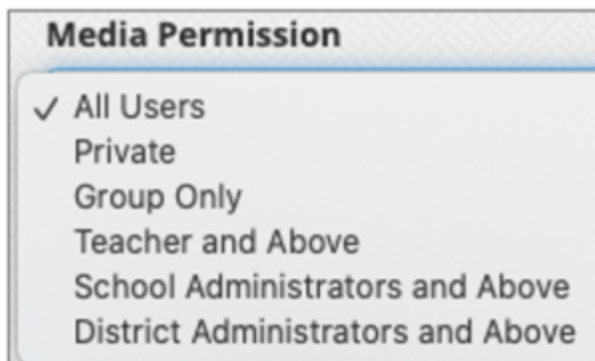 Media Permission
✓ All Users
Private
Group Only
Teacher and Above
School Administrators and Above
District Administrators and Above